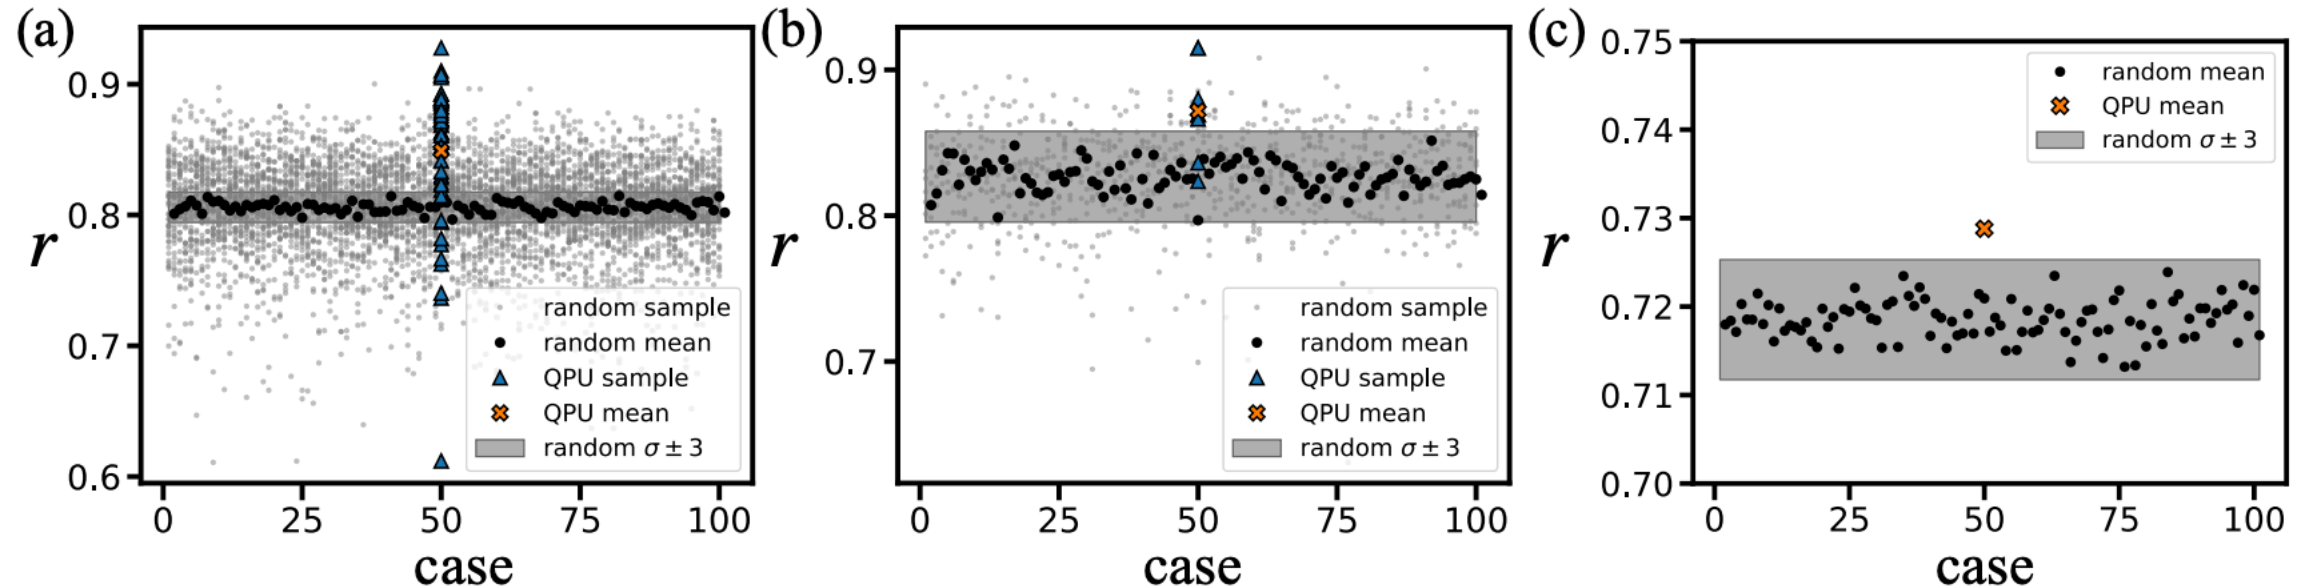 (a)
r
0.9
0.8
0.7
0.6
0
25
50
75
100
case
random sample
random mean
QPU sample
QPU mean
random σ ± 3
(b)
r
0.9
0.8
0.7
0
25
50
75
100
case
random sample
random mean
QPU sample
QPU mean
random σ ± 3
(c)
r
0.75
0.74
0.73
0.72
0.71
0.70
0
25
50
75
100
case
random mean
QPU mean
random σ ± 3